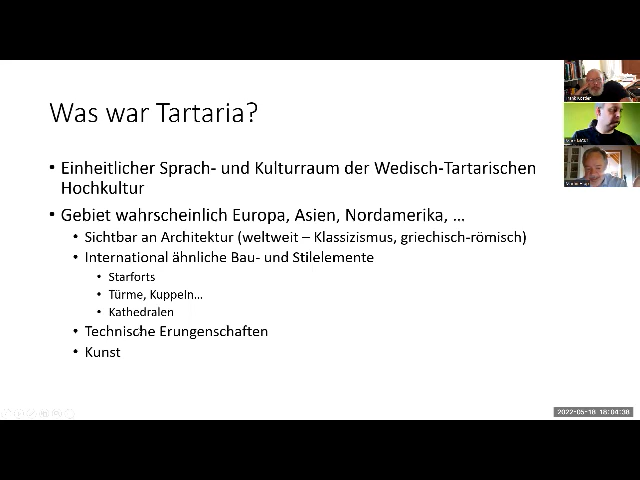 Was war Tartaria?
• Einheitlicher Sprach- und Kulturraum der Wedisch-Tartarischen
Hochkultur
• Gebiet wahrscheinlich Europa, Asien, Nordamerika, …
• Sichtbar an Architektur (weltweit – Klassizismus, griechisch-römisch)
• International ähnliche Bau- und Stilelemente
• Starforts
• Türme, Kuppeln…
• Kathedralen
• Technische Erungenschaften
• Kunst
2022-05-18 18:04:38